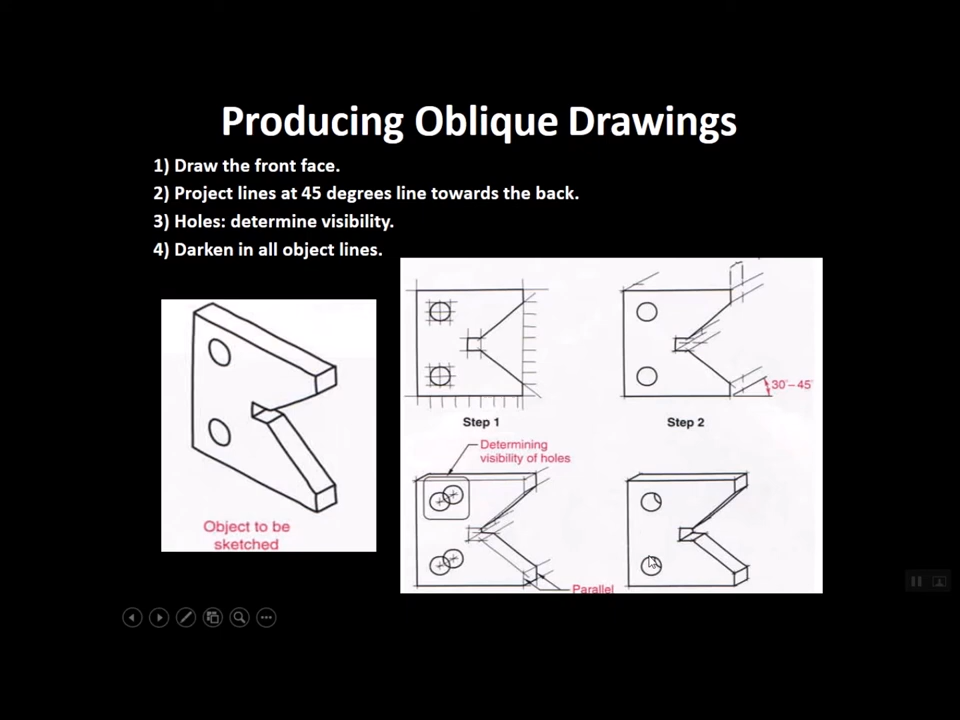 Producing Oblique Drawings
1) Draw the front face.
2) Project lines at 45 degrees line towards the back.
3) Holes: determine visibility.
4) Darken in all object lines.
Object to be
sketched
Step 1
Step 2
30°–45°
Determining
visibility of holes
Parallel